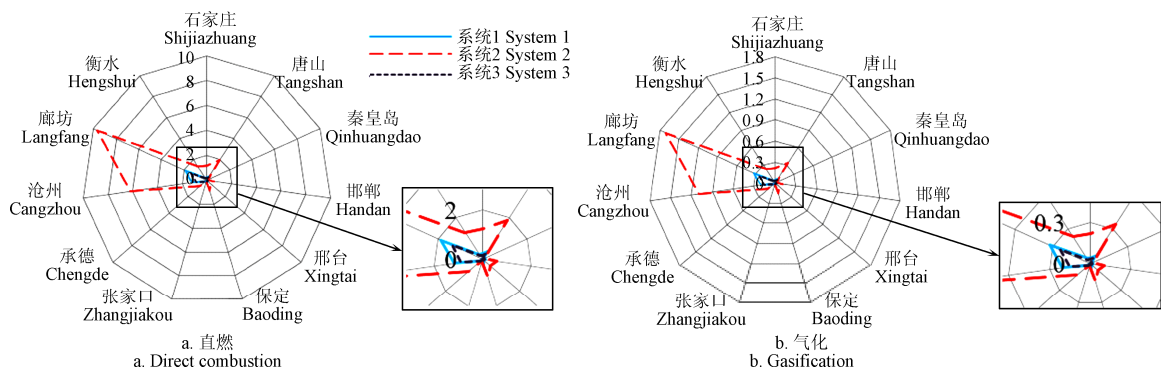 石家庄
Shijiazhuang
唐山
Tangshan
秦皇岛
Qinhuangdao
邯郸
Handan
邢台
Xingtai
保定
Baoding
张家口
Zhangjiakou
承德
Chengde
沧州
Cangzhou
廊坊
Langfang
衡水
Hengshui
10
8
6
4
2
0
系统1 System 1
系统2 System 2
系统3 System 3
2
0
a. 直燃
a. Direct combustion
石家庄
Shijiazhuang
唐山
Tangshan
秦皇岛
Qinhuangdao
邯郸
Handan
邢台
Xingtai
保定
Baoding
张家口
Zhangjiakou
承德
Chengde
沧州
Cangzhou
廊坊
Langfang
衡水
Hengshui
1.8
1.5
1.2
0.9
0.6
0.3
0
0.3
0
b. 气化
b. Gasification